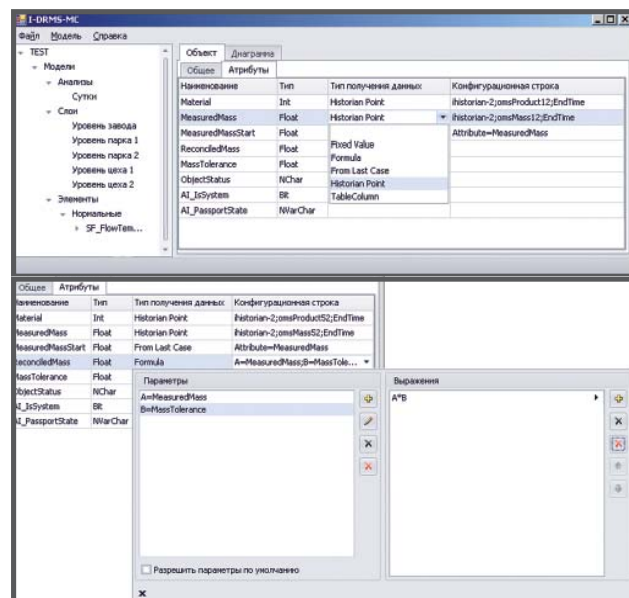 I-DRMS-MC
Файл Модель Справка
TEST
Модели
Анализы
Сутки
Слои
Уровень завода
Уровень парка 1
Уровень парка 2
Уровень цеха 1
Уровень цеха 2
Элементы
Нормальные
SF_FlowTem...
Объект Диаграмма
Общее Атрибуты
Наименование Тип Тип получения данных Конфигурационная строка
Material Int Historian Point ihistorian-2;omsProduct12;EndTime
MeasuredMass Float Historian Point ihistorian-2;omsMass12;EndTime
MeasuredMassStart Float Attribute=MeasuredMass
ReconciledMass Float Fixed Value
MassTolerance Float Formula
From Last Case
ObjectStatus NChar Historian Point
AI_IsSystem Bit TableColumn
AI_PassportState NVarChar
Общее Атрибуты
Наименование Тип Тип получения данных Конфигурационная строка
Material Int Historian Point ihistorian-2;omsProduct52;EndTime
MeasuredMass Float Historian Point ihistorian-2;omsMass52;EndTime
MeasuredMassStart Float From Last Case Attribute=MeasuredMass
ReconciledMass Float Formula A=MeasuredMass;B=MassTole...
MassTolerance Float
ObjectStatus NChar
AI_IsSystem Bit
AI_PassportState NVarChar
Параметры
A=MeasuredMass
B=MassTolerance
Разрешить параметры по умолчанию
Выражения
A*B